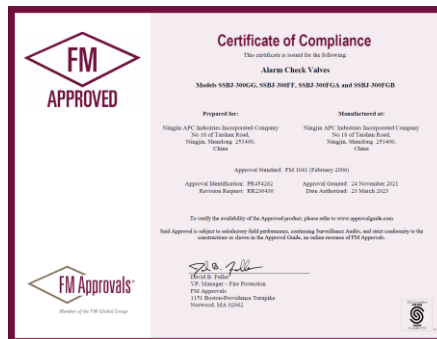 FM
APPROVED
Certificate of Compliance
This certificate is issued for the following:
Alarm Check Valves
Models SSBJ-300GG, SSBJ-300FF, SSBJ-300FGA and SSBJ-300FGB
Prepared for:
Manufactured at:
Ningjin APC Industries Incorporated Company
No 16 of Taishan Road,
Ningjin, Shandong 253400,
China
Ningjin APC Industries Incorporated Company
No 16 of Taishan Road,
Ningjin, Shandong 253400,
China
Approval Standard: FM 1041 (February 2006)
Approval Identification: PR454262
Approval Granted: 24 November 2021
Revision Request: RR236436
Date Authorized: 23 March 2023
To verify the availability of the Approved product, please refer to www.approvalguide.com
Said Approval is subject to satisfactory field performance, continuing Surveillance Audits, and strict conformity to the
constructions as shown in the Approval Guide, an online resource of FM Approvals.
David B. Fuller
VP, Manager – Fire Protection
FM Approvals
1151 Boston-Providence Turnpike
Norwood, MA 02062
FM Approvals
Member of the FM Global Group